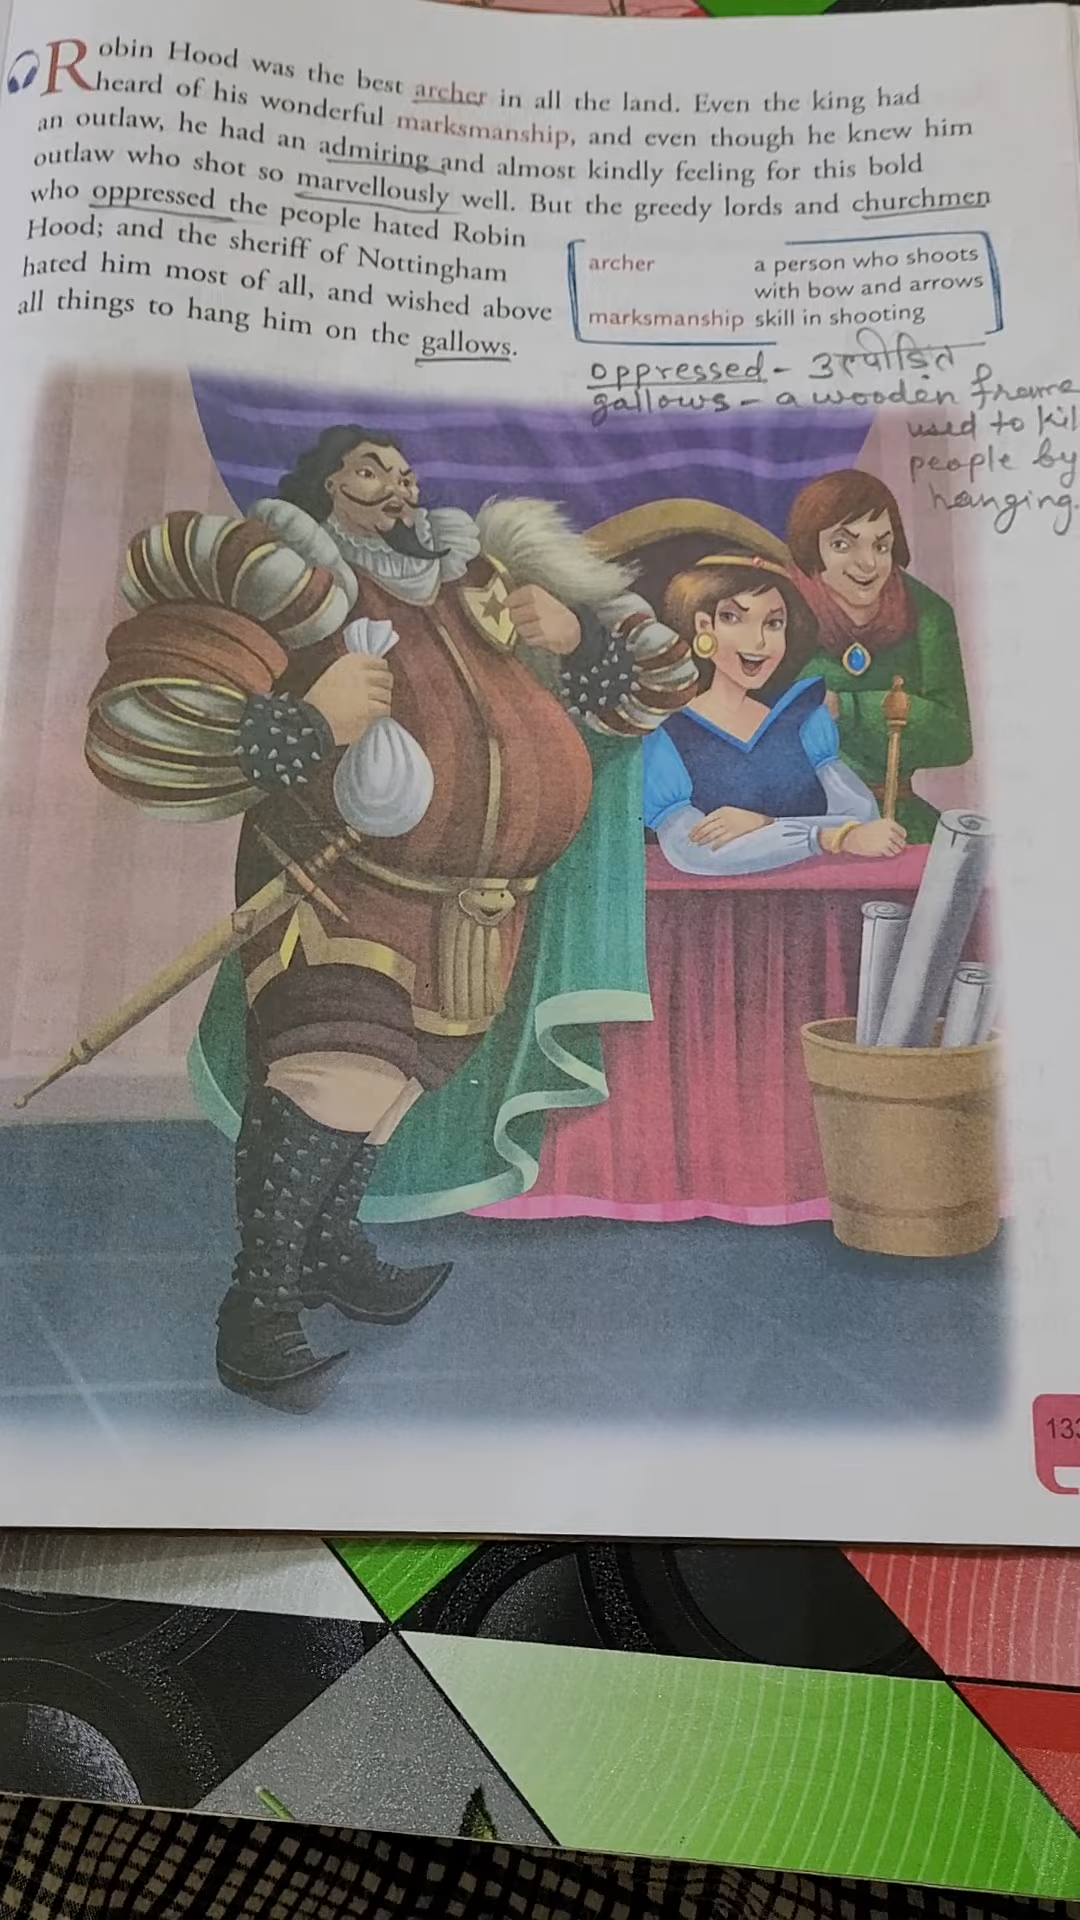 Robin Hood was the best archer in all the land. Even the king had
heard of his wonderful marksmanship, and even though he knew him
an outlaw, he had an admiring and almost kindly feeling for this bold
outlaw who shot so marvellously well. But the greedy lords and churchmen
who oppressed the people hated Robin
Hood; and the sheriff of Nottingham
hated him most of all, and wished above
all things to hang him on the gallows.
archer a person who shoots
with bow and arrows
marksmanship skill in shooting
oppressed - उत्पीड़ित
gallows - a wooden frame
used to kil
people by
hanging.
133